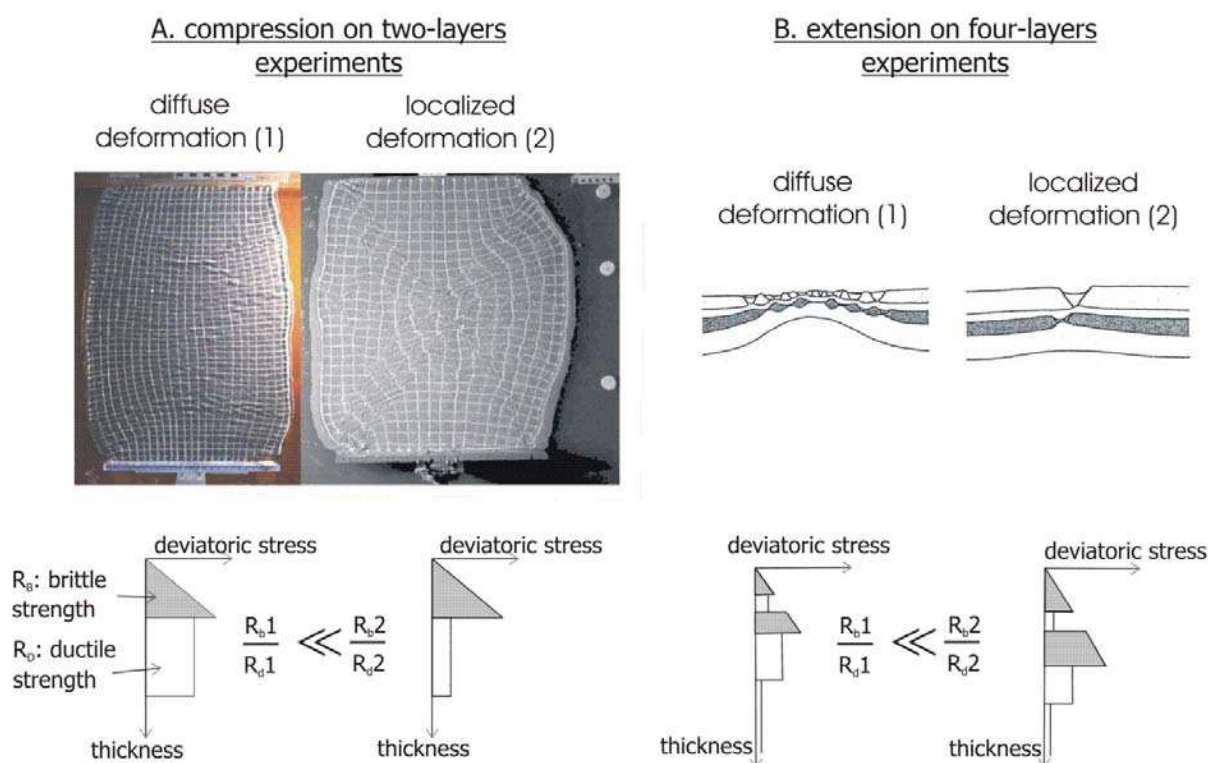 A. compression on two-layers
experiments
diffuse
deformation (1)
localized
deformation (2)
deviatoric stress
R_B: brittle
strength
R_D: ductile
strength
R_b1
R_d1
<<
R_b2
R_d2
thickness
deviatoric stress
thickness
B. extension on four-layers
experiments
diffuse
deformation (1)
localized
deformation (2)
deviatoric stress
R_b1
R_d1
<<
R_b2
R_d2
thickness
deviatoric stress
thickness